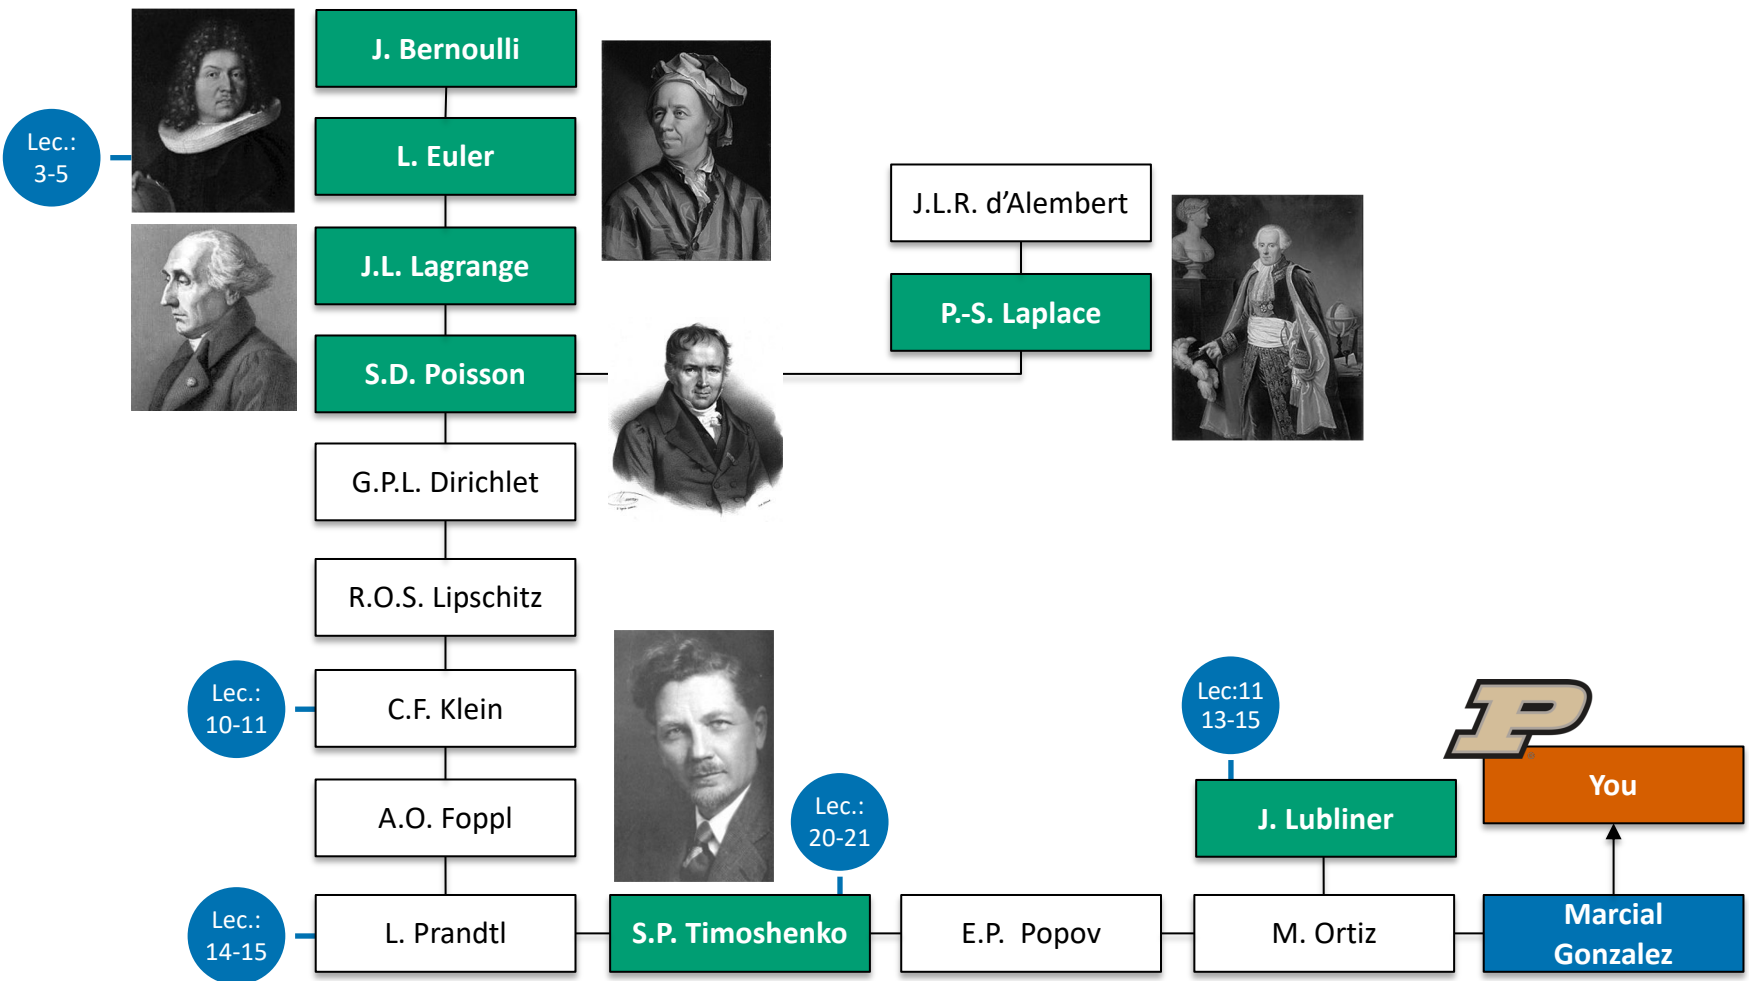 J. Bernoulli
Lec.:
3-5
L. Euler
J.L.R. d’Alembert
J.L. Lagrange
P.-S. Laplace
S.D. Poisson
G.P.L. Dirichlet
R.O.S. Lipschitz
Lec.:
10-11
C.F. Klein
Lec:11
13-15
P
You
A.O. Foppl
Lec.:
20-21
J. Lubliner
Lec.:
14-15
L. Prandtl
S.P. Timoshenko
E.P. Popov
M. Ortiz
Marcial
Gonzalez